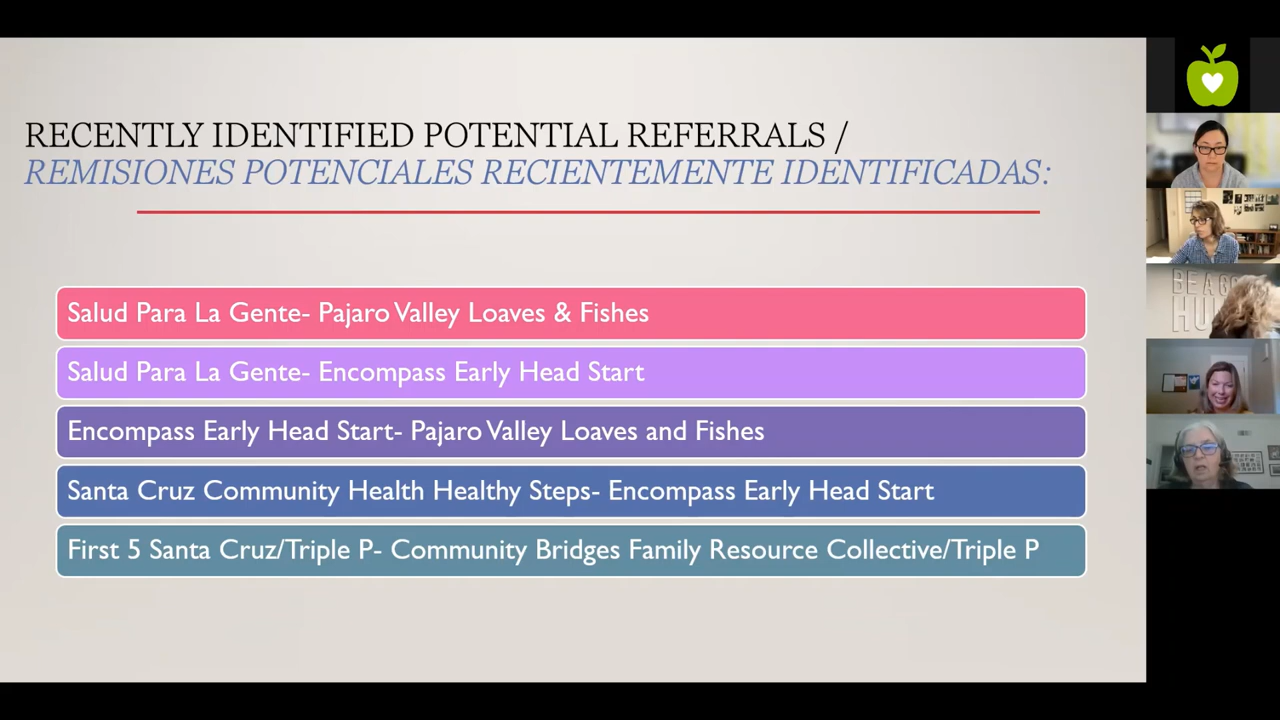 RECENTLY IDENTIFIED POTENTIAL REFERRALS /
REMISIONES POTENCIALES RECIENTEMENTE IDENTIFICADAS:
Salud Para La Gente- Pajaro Valley Loaves & Fishes
Salud Para La Gente- Encompass Early Head Start
Encompass Early Head Start- Pajaro Valley Loaves and Fishes
Santa Cruz Community Health Healthy Steps- Encompass Early Head Start
First 5 Santa Cruz/Triple P- Community Bridges Family Resource Collective/Triple P
BE A